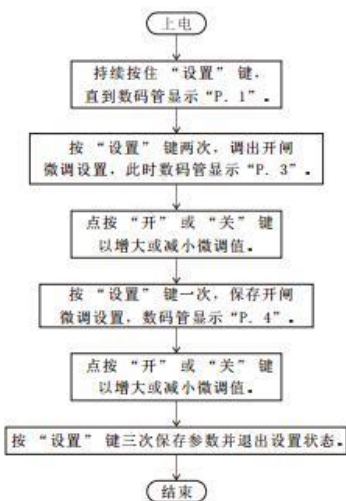 上电
持续按住“设置”键，
直到数码管显示“P. 1”。
按“设置”键两次，调出开闸
微调设置，此时数码管显示“P. 3”。
点按“开”或“关”键
以增大或减小微调值。
按“设置”键一次，保存开闸
微调设置，数码管显示“P. 4”。
点按“开”或“关”键
以增大或减小微调值。
按“设置”键三次保存参数并退出设置状态。
结束